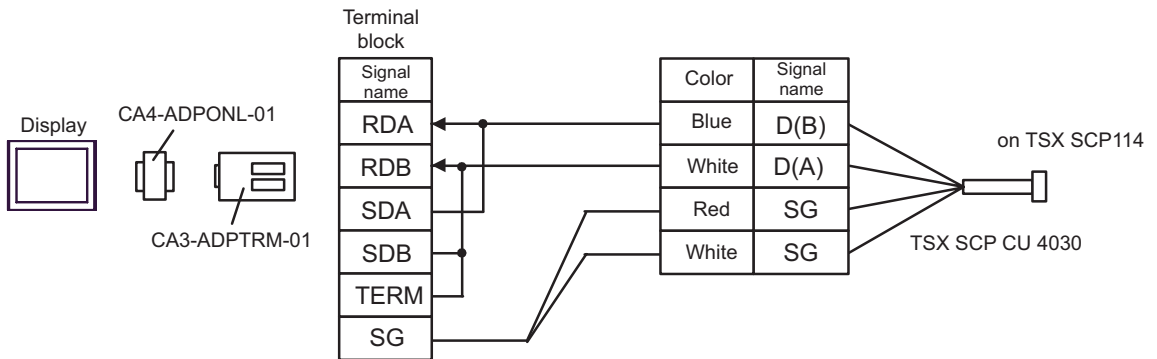 Display
CA4-ADPONL-01
CA3-ADPTRM-01
Terminal
block
Signal
name
RDA
RDB
SDA
SDB
TERM
SG
Color
Signal
name
Blue
D(B)
White
D(A)
Red
SG
White
SG
on TSX SCP114
TSX SCP CU 4030